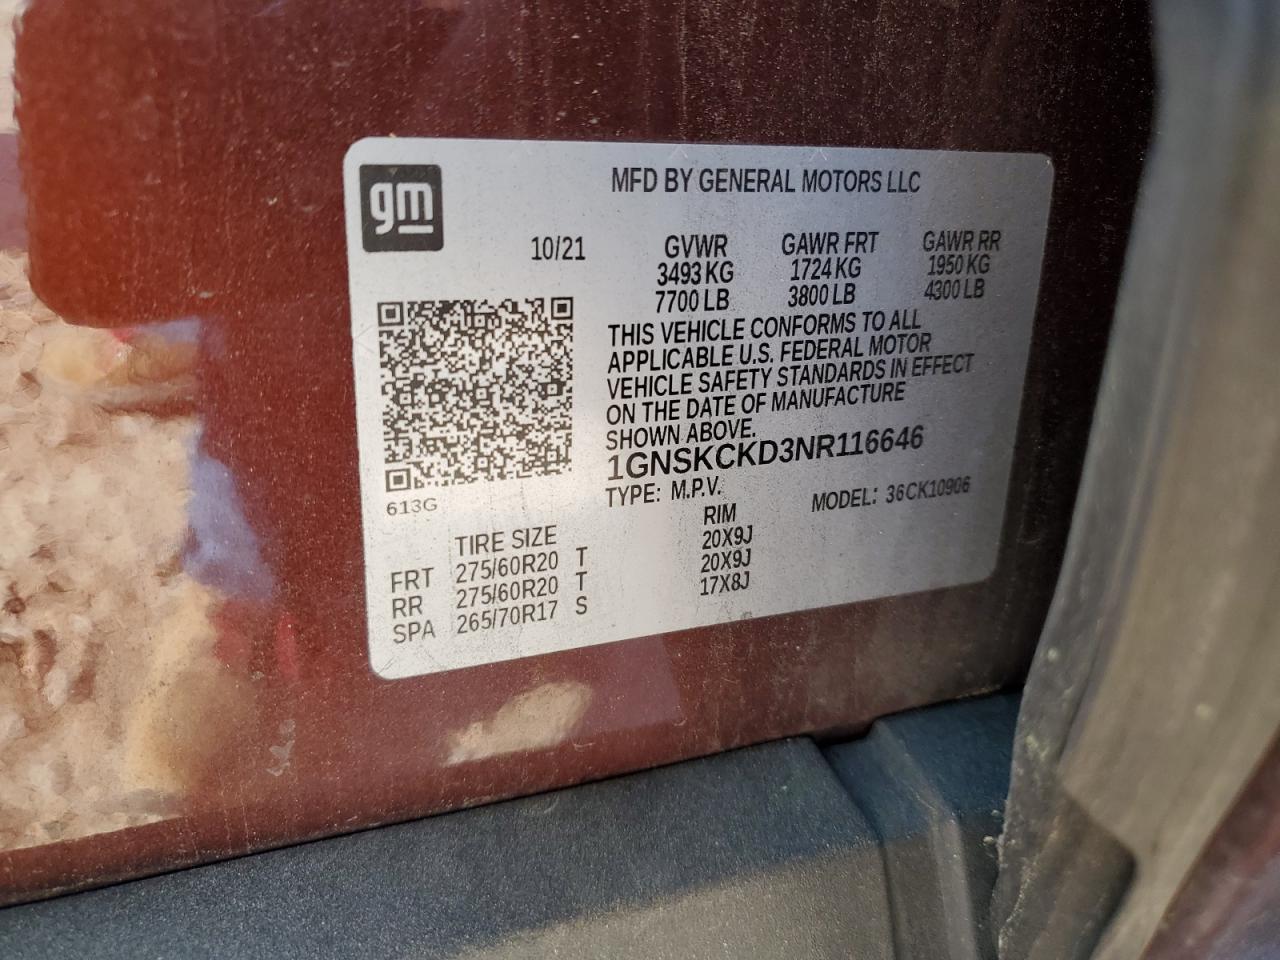 gm
MFD BY GENERAL MOTORS LLC
10/21 GVWR GAWR FRT GAWR RR
3493 KG 1724 KG 1950 KG
7700 LB 3800 LB 4300 LB
THIS VEHICLE CONFORMS TO ALL
APPLICABLE U.S. FEDERAL MOTOR
VEHICLE SAFETY STANDARDS IN EFFECT
ON THE DATE OF MANUFACTURE
SHOWN ABOVE.
1GNSKCKD3NR116646
TYPE: M.P.V. MODEL: 36CK10906
613G
TIRE SIZE RIM
FRT 275/60R20 T 20X9J
RR 275/60R20 T 20X9J
SPA 265/70R17 S 17X8J